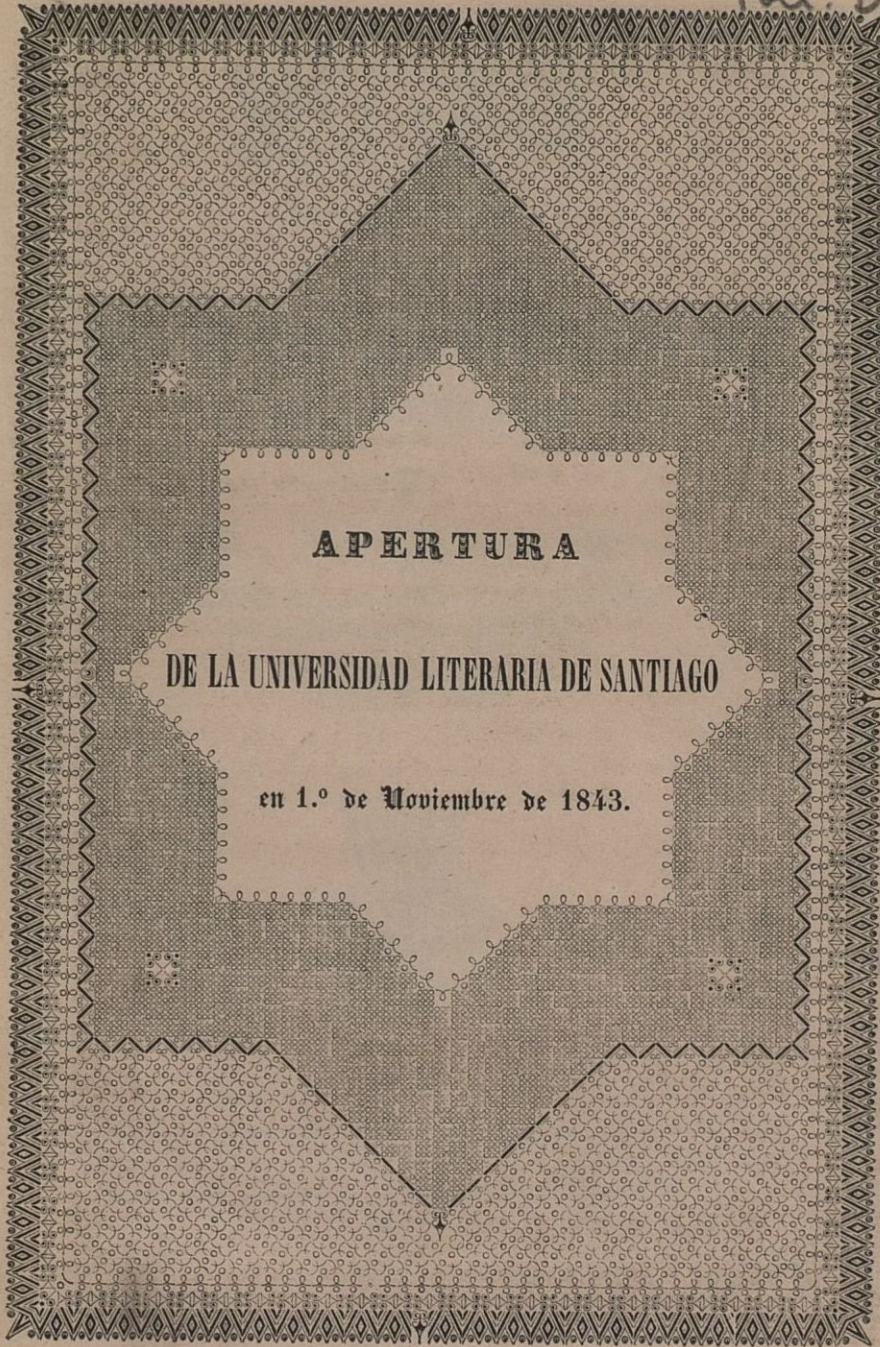 APERTURA
DE LA UNIVERSIDAD LITERARIA DE SANTIAGO
en 1.º de Noviembre de 1843.